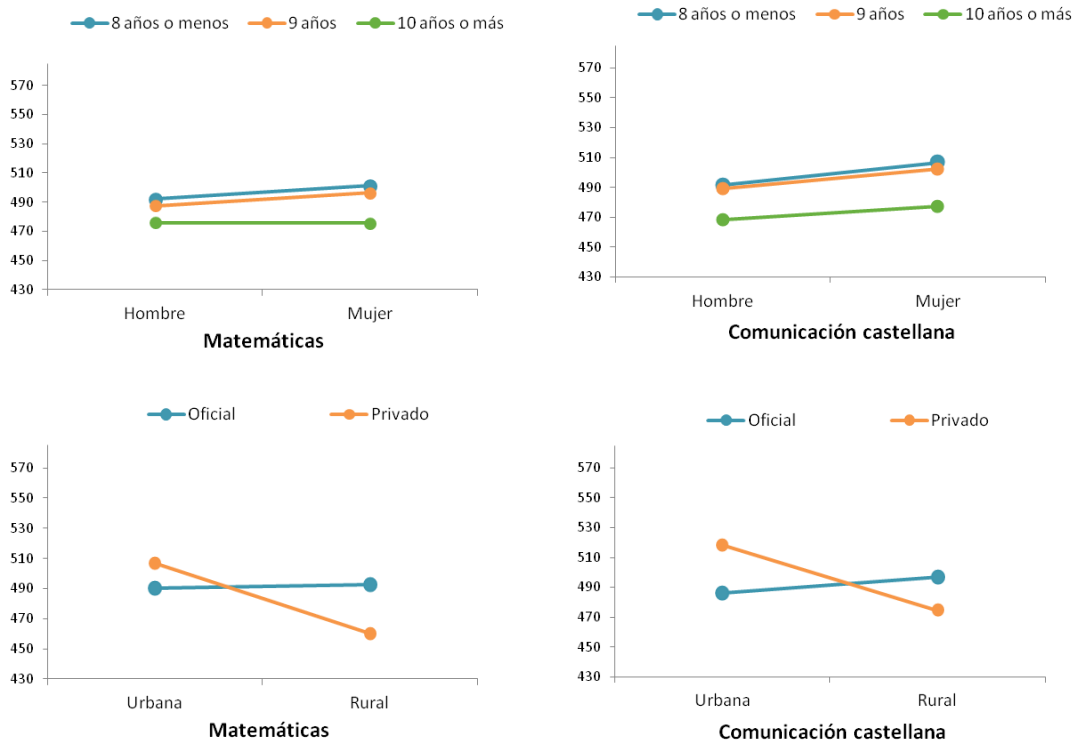 8 años o menos 9 años 10 años o más
570
550
530
510
490
470
450
430
Hombre Mujer
Matemáticas
8 años o menos 9 años 10 años o más
570
550
530
510
490
470
450
430
Hombre Mujer
Comunicación castellana
Oficial Privado
570
550
530
510
490
470
450
430
Urbana Rural
Matemáticas
Oficial Privado
570
550
530
510
490
470
450
430
Urbana Rural
Comunicación castellana